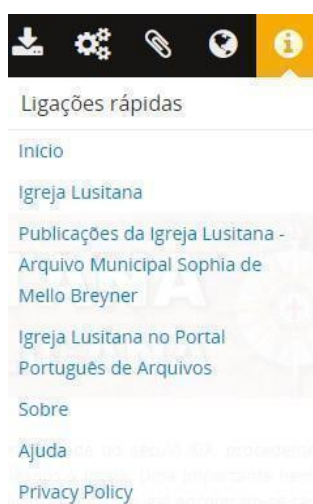 Ligações rápidas
Início
Igreja Lusitana
Publicações da Igreja Lusitana -
Arquivo Municipal Sophia de
Mello Breyner
Igreja Lusitana no Portal
Português de Arquivos
Sobre
Ajuda
Privacy Policy